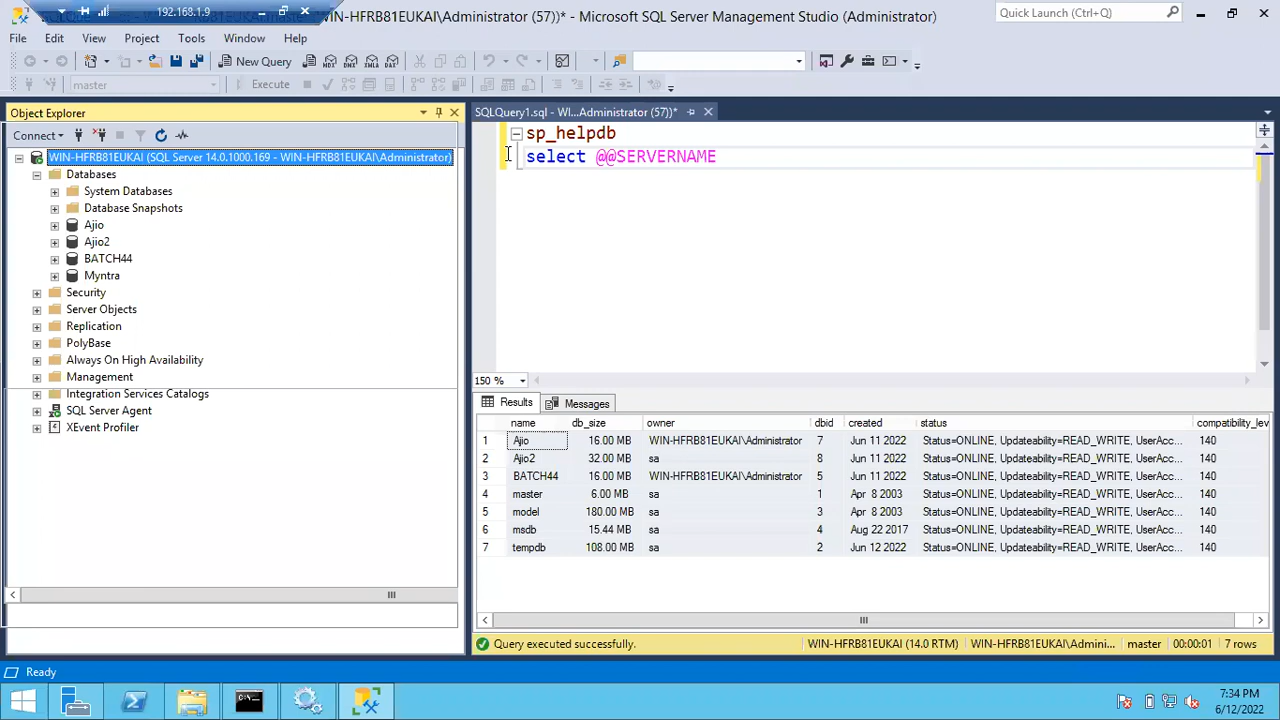 192.168.1.9
WIN-HFRB81EUKAI\Administrator (57))* - Microsoft SQL Server Management Studio (Administrator)
Quick Launch (Ctrl+Q)
File Edit View Project Tools Window Help
New Query
MDX DMX XMLA DAX
master
Execute
Object Explorer
Connect
WIN-HFRB81EUKAI (SQL Server 14.0.1000.169 - WIN-HFRB81EUKAI\Administrator)
Databases
System Databases
Database Snapshots
Ajio
Ajio2
BATCH44
Myntra
Security
Server Objects
Replication
PolyBase
Always On High Availability
Management
Integration Services Catalogs
SQL Server Agent
XEvent Profiler
SQLQuery1.sql - WI...Administrator (57))*
sp_helpdb
select @@SERVERNAME
150 %
Results Messages
name db_size owner dbid created status compatibility_lev
1 Ajio 16.00 MB WIN-HFRB81EUKAI\Administrator 7 Jun 11 2022 Status=ONLINE, Updateability=READ_WRITE, UserAcc... 140
2 Ajio2 32.00 MB sa 8 Jun 11 2022 Status=ONLINE, Updateability=READ_WRITE, UserAcc... 140
3 BATCH44 16.00 MB WIN-HFRB81EUKAI\Administrator 5 Jun 11 2022 Status=ONLINE, Updateability=READ_WRITE, UserAcc... 140
4 master 6.00 MB sa 1 Apr 8 2003 Status=ONLINE, Updateability=READ_WRITE, UserAcc... 140
5 model 180.00 MB sa 3 Apr 8 2003 Status=ONLINE, Updateability=READ_WRITE, UserAcc... 140
6 msdb 15.44 MB sa 4 Aug 22 2017 Status=ONLINE, Updateability=READ_WRITE, UserAcc... 140
7 tempdb 108.00 MB sa 2 Jun 12 2022 Status=ONLINE, Updateability=READ_WRITE, UserAcc... 140
Query executed successfully. WIN-HFRB81EUKAI (14.0 RTM) WIN-HFRB81EUKAI\Admini... master 00:00:01 7 rows
Ready
7:34 PM
6/12/2022